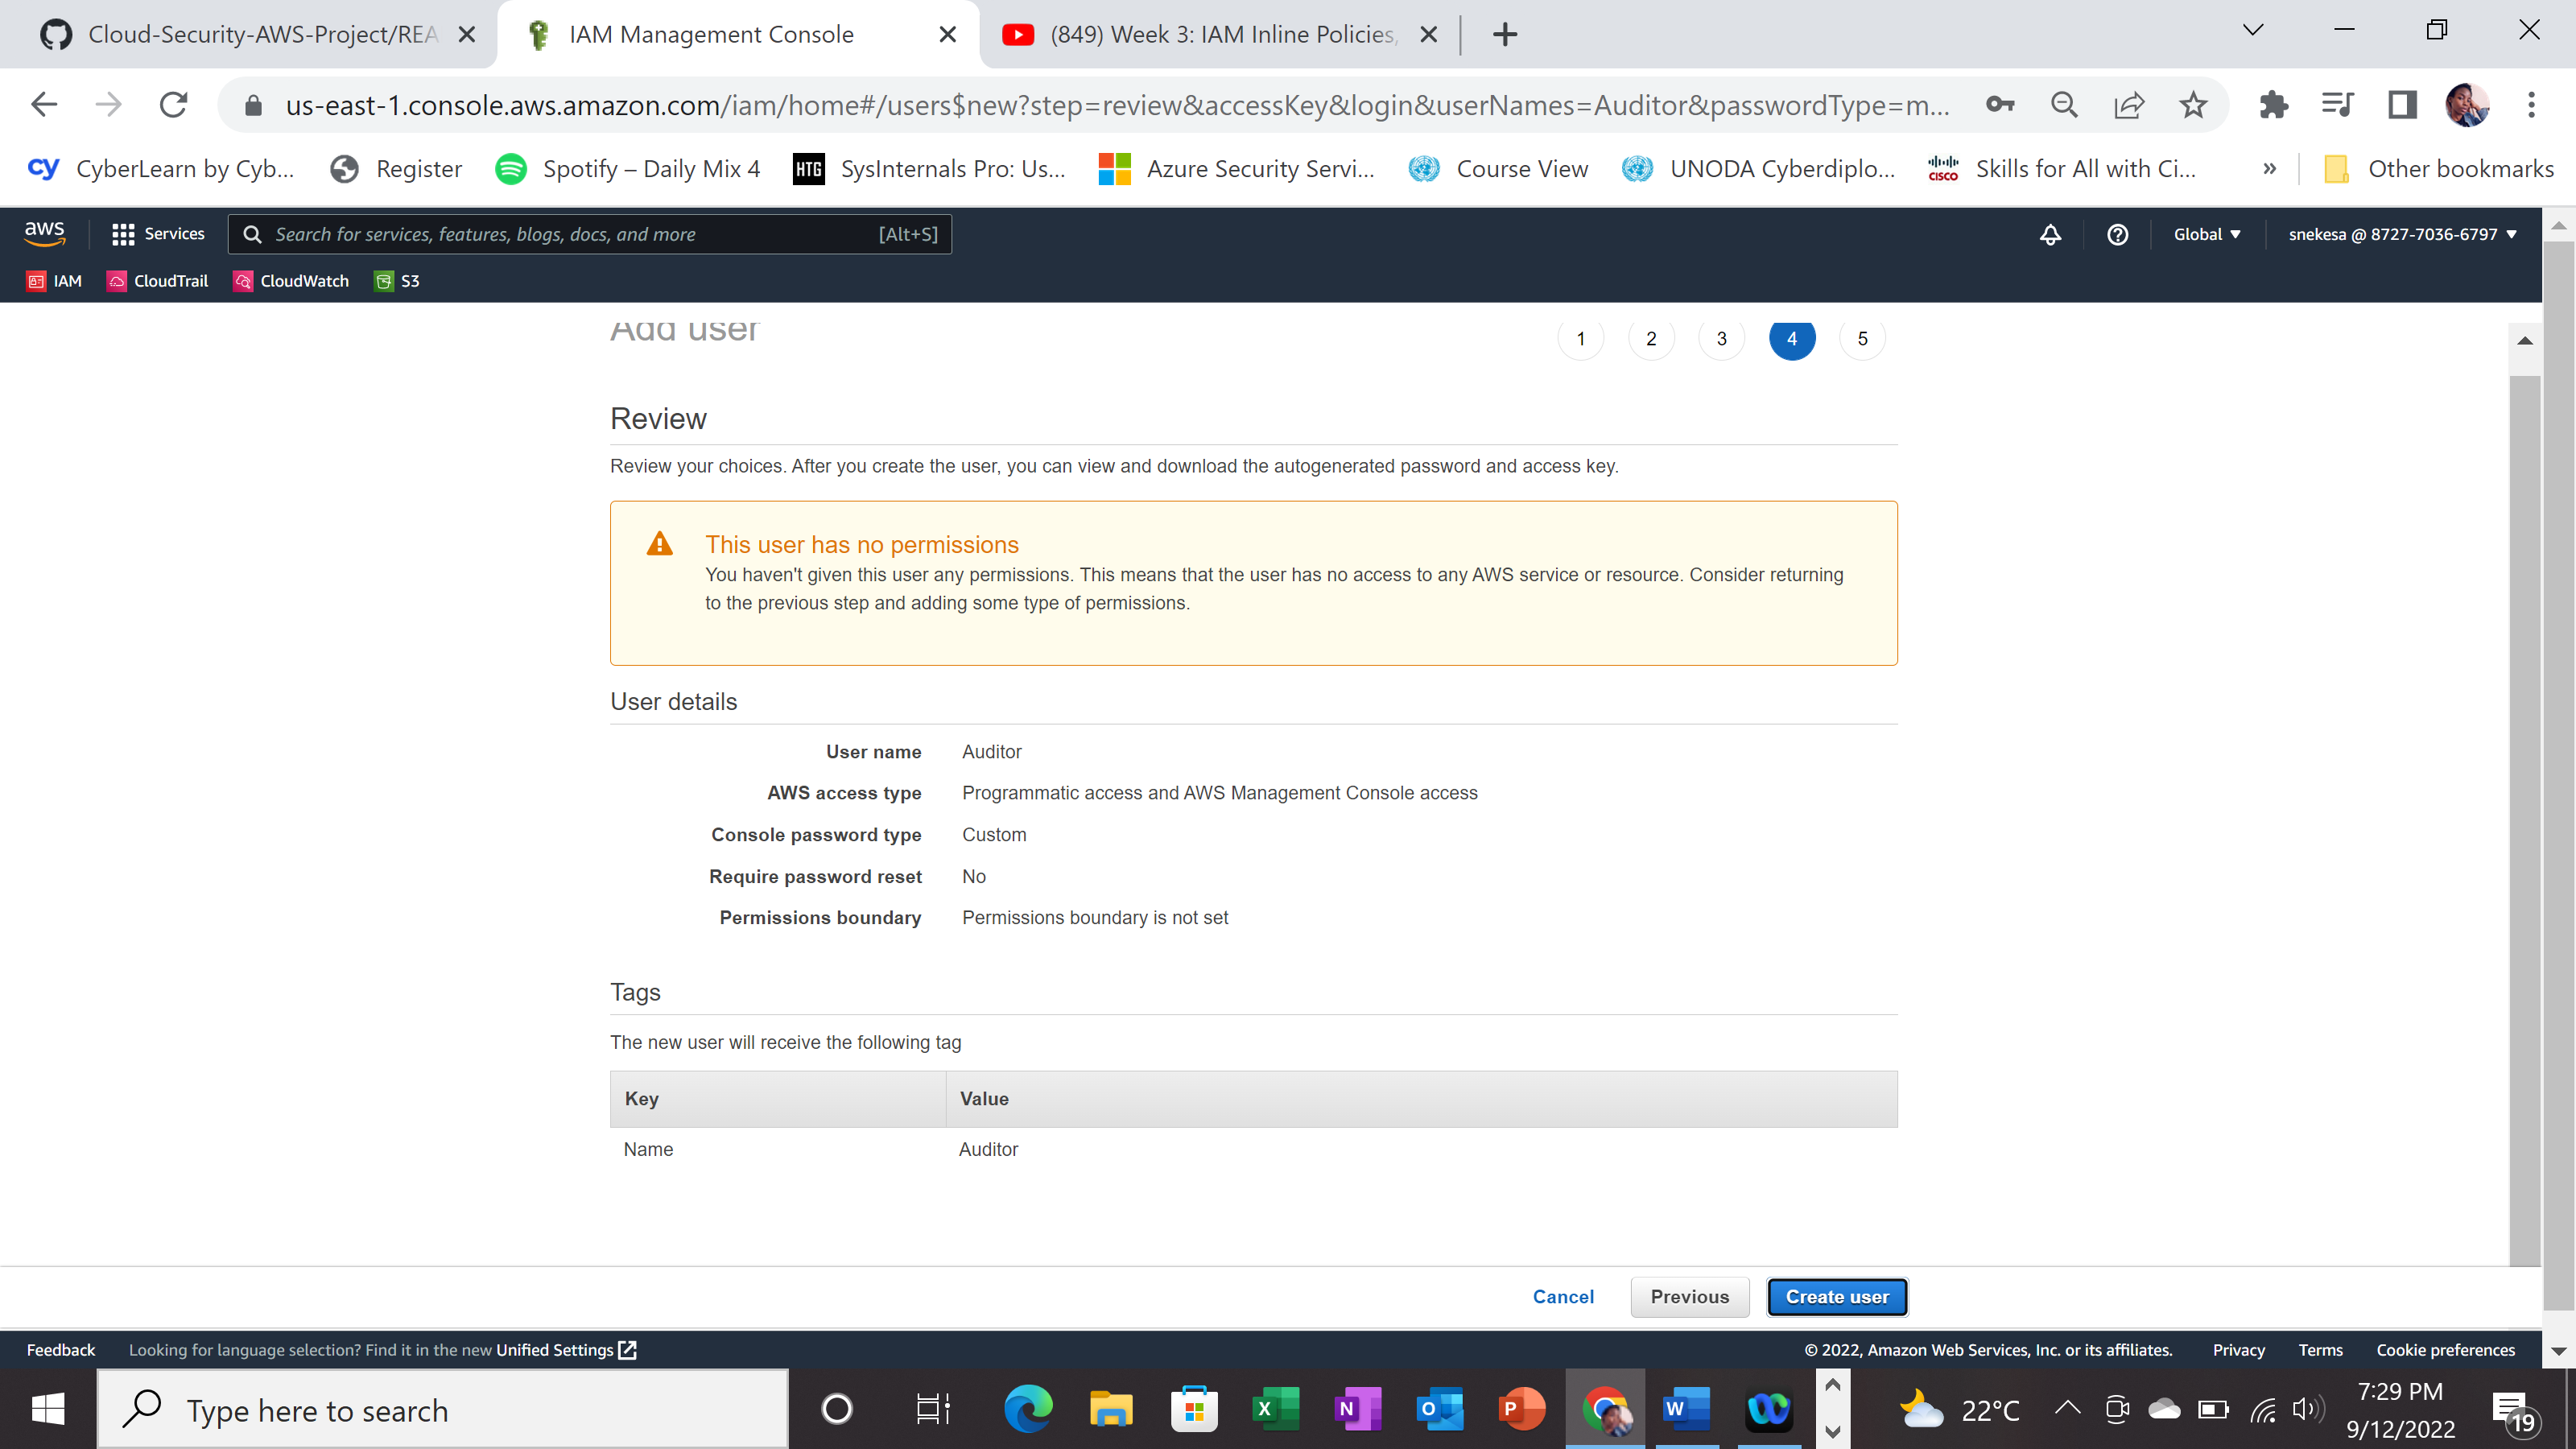 Cloud-Security-AWS-Project/REA
IAM Management Console
(849) Week 3: IAM Inline Policies,
us-east-1.console.aws.amazon.com/iam/home#/users$new?step=review&accessKey&login&userNames=Auditor&passwordType=m...
cy CyberLearn by Cyb...
Register
Spotify – Daily Mix 4
HTG SysInternals Pro: Us...
Azure Security Servi...
Course View
UNODA Cyberdiplo...
CISCO Skills for All with Ci...
»
Other bookmarks
aws
Services
Search for services, features, blogs, docs, and more [Alt+S]
Global
snekesa @ 8727-7036-6797
IAM
CloudTrail
CloudWatch
S3
Add user
1 2 3 4 5
Review
Review your choices. After you create the user, you can view and download the autogenerated password and access key.
This user has no permissions
You haven't given this user any permissions. This means that the user has no access to any AWS service or resource. Consider returning
to the previous step and adding some type of permissions.
User details
User name Auditor
AWS access type Programmatic access and AWS Management Console access
Console password type Custom
Require password reset No
Permissions boundary Permissions boundary is not set
Tags
The new user will receive the following tag
Key Value
Name Auditor
Cancel Previous Create user
Feedback Looking for language selection? Find it in the new Unified Settings
© 2022, Amazon Web Services, Inc. or its affiliates. Privacy Terms Cookie preferences
Type here to search
X
N
O
P
W
22°C
7:29 PM
9/12/2022
19